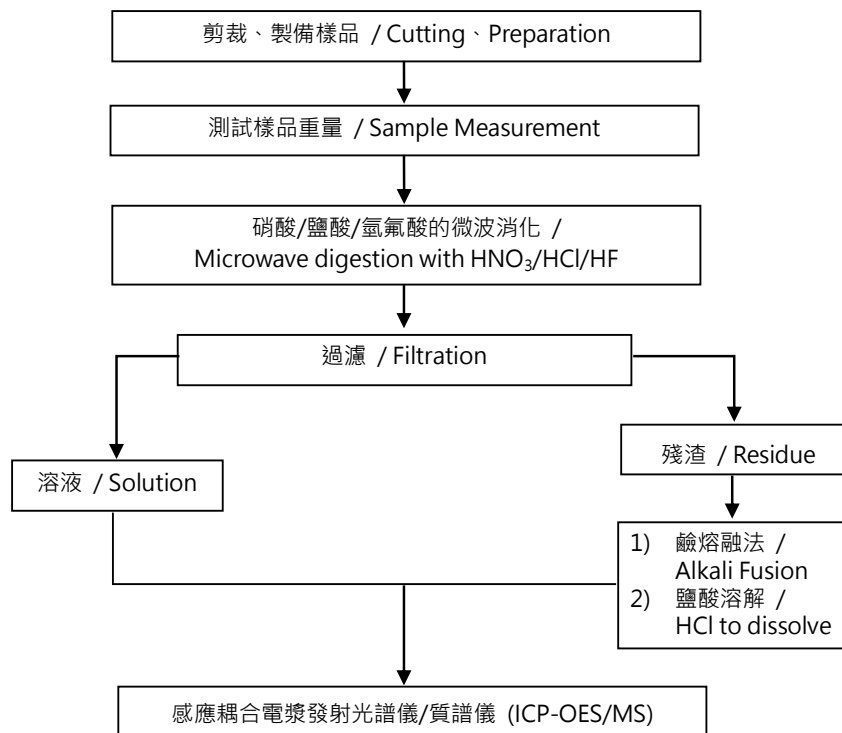 剪裁、製備樣品 / Cutting、Preparation
測試樣品重量 / Sample Measurement
硝酸/鹽酸/氫氟酸的微波消化 /
Microwave digestion with HNO₃/HCl/HF
過濾 / Filtration
溶液 / Solution
殘渣 / Residue
1) 鹼熔融法 /
Alkali Fusion
2) 鹽酸溶解 /
HCl to dissolve
感應耦合電漿發射光譜儀/质譜儀 (ICP-OES/MS)